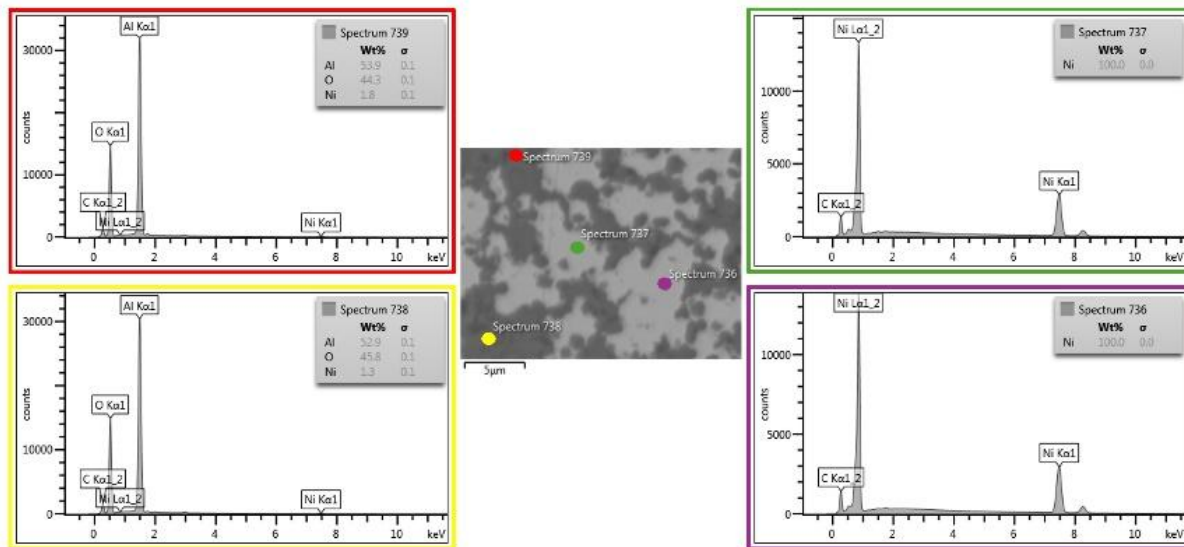 Spectrum 739
Wt% σ
Al 53.9 0.1
O 44.3 0.1
Ni 1.8 0.1
Al Kα1
O Kα1
C Kα1_2
Ni Lα1_2
Ni Kα1
30000
10000
0
counts
0 2 4 6 8 10 keV
Spectrum 737
Wt% σ
Ni 100.0 0.0
Ni Lα1_2
Ni Kα1
C Kα1_2
10000
5000
0
counts
0 2 4 6 8 10 keV
Spectrum 739
Spectrum 737
Spectrum 736
Spectrum 738
5μm
Spectrum 738
Wt% σ
Al 52.9 0.1
O 45.8 0.1
Ni 1.3 0.1
Al Kα1
O Kα1
C Kα1_2
Ni Lα1_2
Ni Kα1
30000
10000
0
counts
0 2 4 6 8 10 keV
Spectrum 736
Wt% σ
Ni 100.0 0.0
Ni Lα1_2
Ni Kα1
C Kα1_2
10000
5000
0
counts
0 2 4 6 8 10 keV